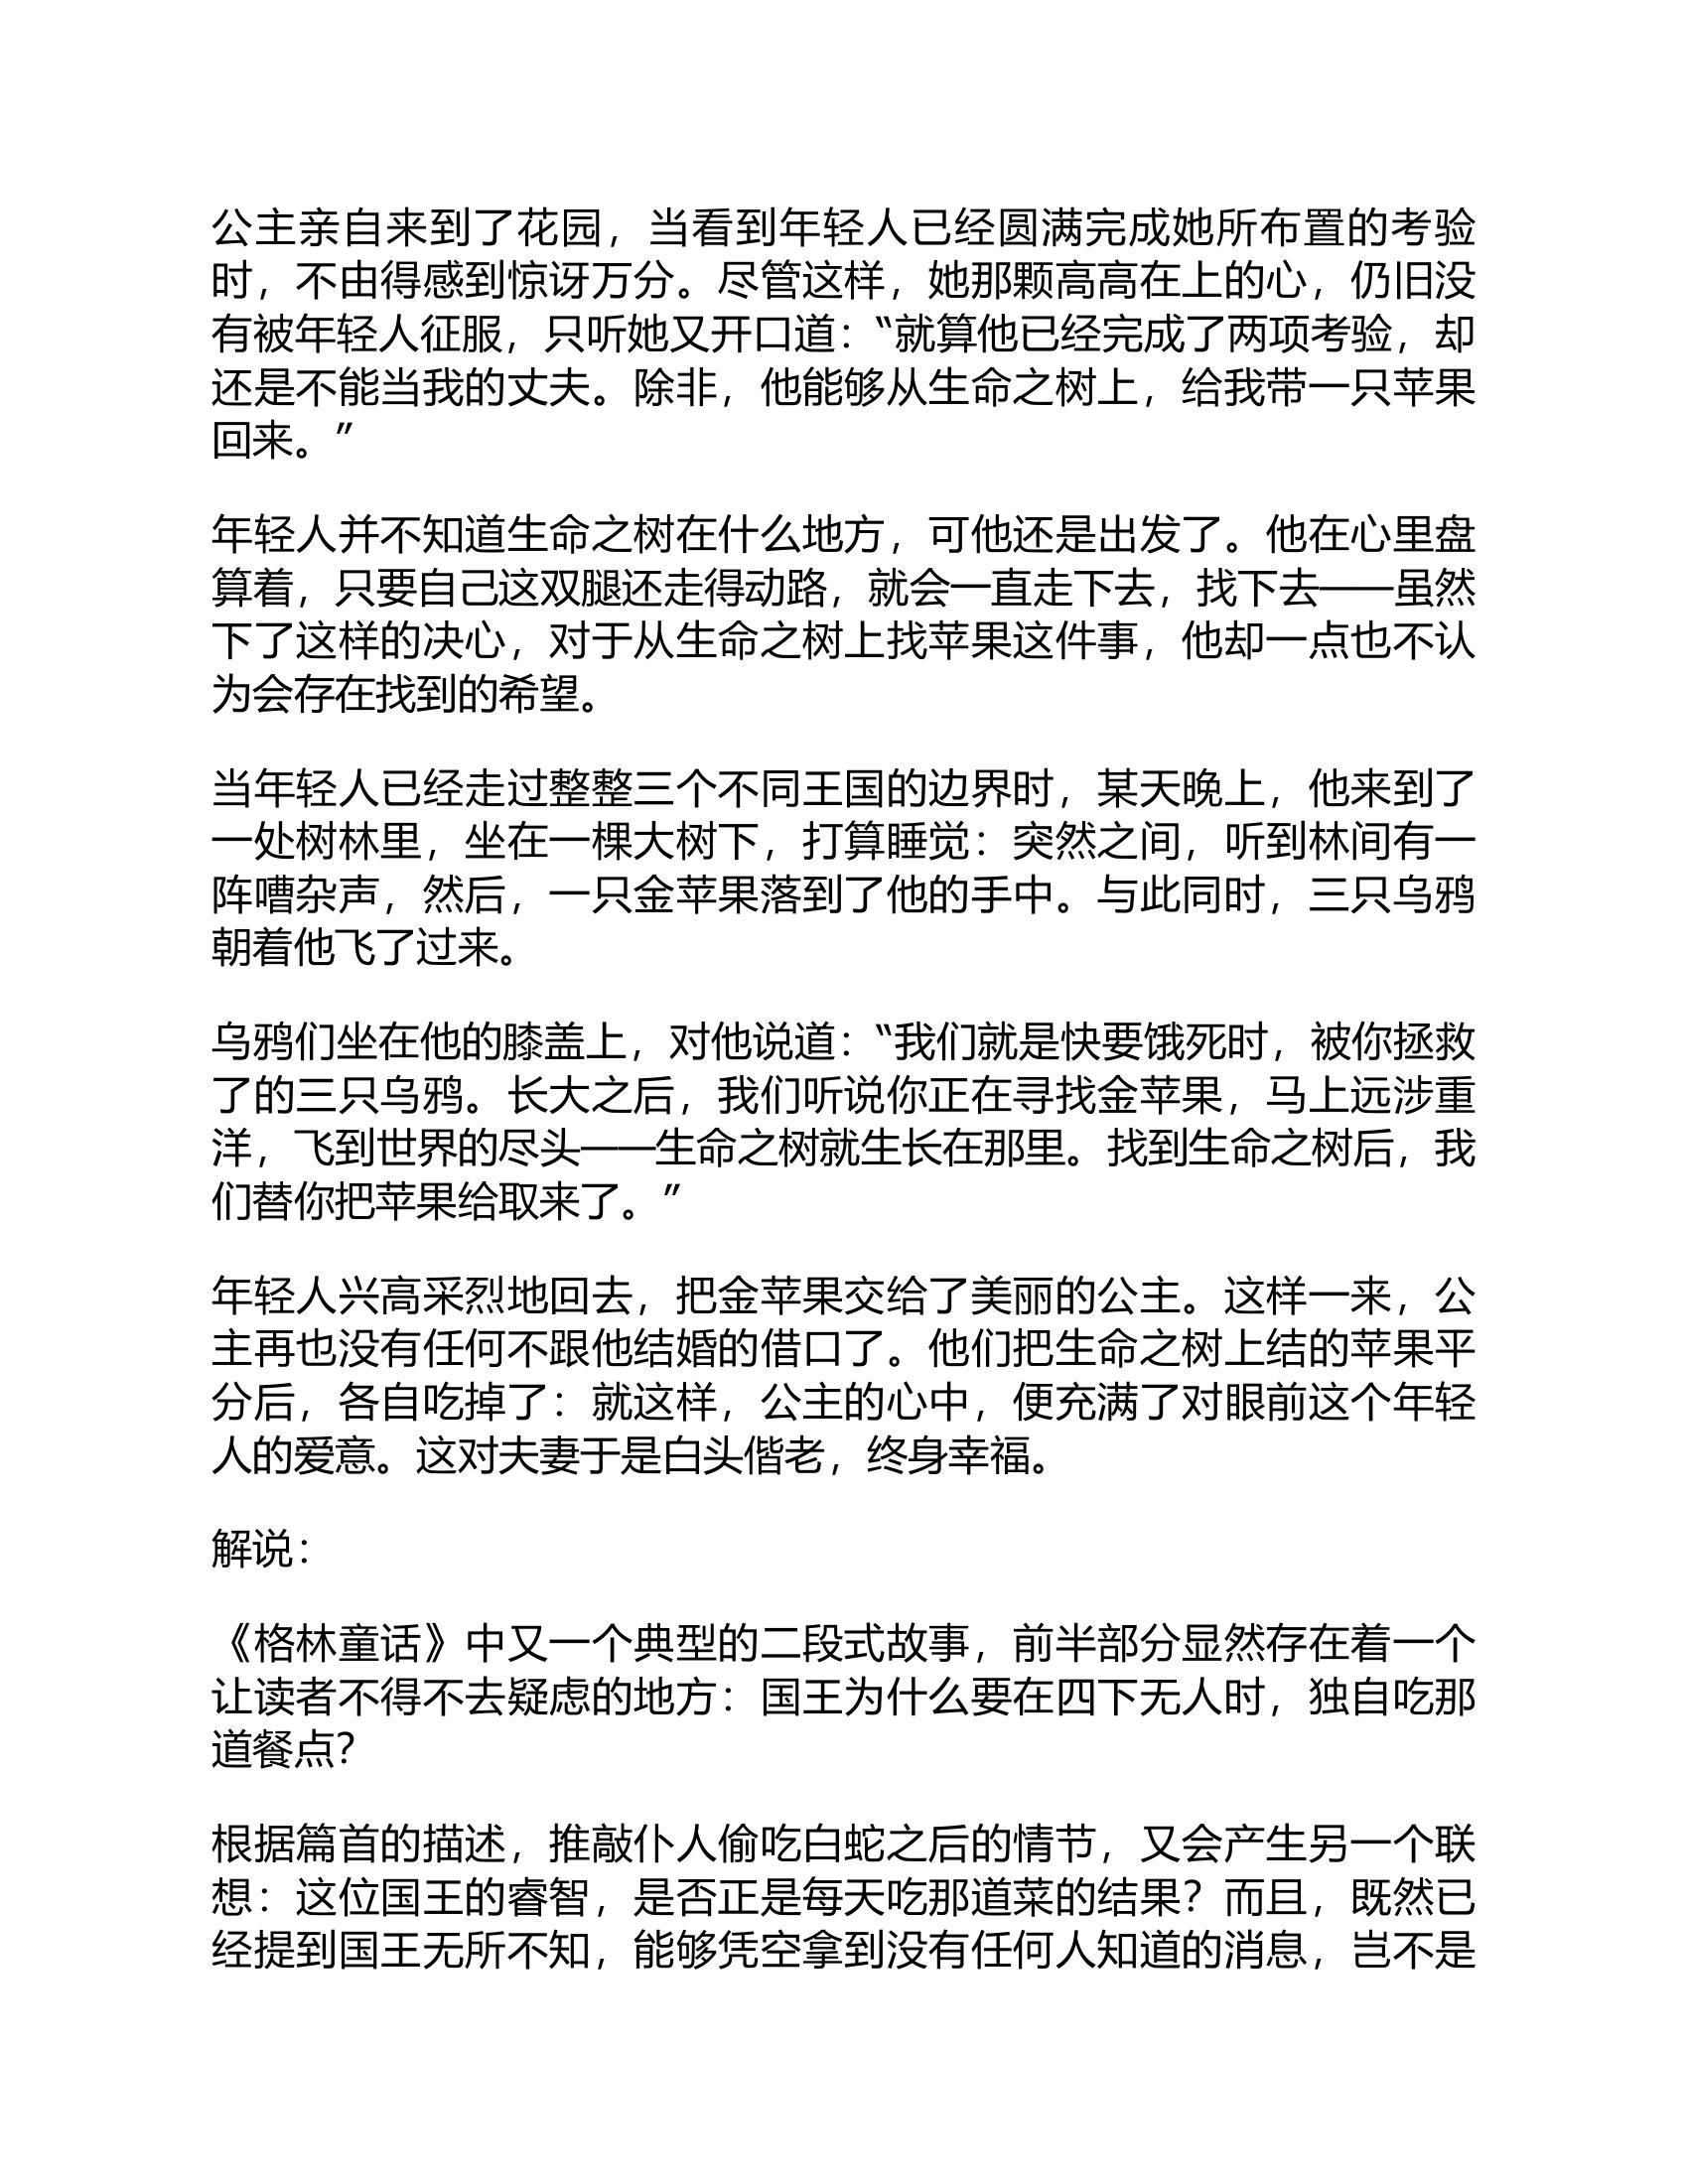 公主亲自来到了花园，当看到年轻人已经圆满完成她所布置的考验
时，不由得感到惊讶万分。尽管这样，她那颗高高在上的心，仍旧没
有被年轻人征服，只听她又开口道：“就算他已经完成了两项考验，却
还是不能当我的丈夫。除非，他能够从生命之树上，给我带一只苹果
回来。”
年轻人并不知道生命之树在什么地方，可他还是出发了。他在心里盘
算着，只要自己这双腿还走得动路，就会一直走下去，找下去——虽然
下了这样的决心，对于从生命之树上找苹果这件事，他却一点也不认
为会存在找到的希望。
当年轻人已经走过整整三个不同王国的边界时，某天晚上，他来到了
一处树林里，坐在一棵大树下，打算睡觉：突然之间，听到林间有一
阵嘈杂声，然后，一只金苹果落到了他的手中。与此同时，三只乌鸦
朝着他飞了过来。
乌鸦们坐在他的膝盖上，对他说道：“我们就是快要饿死时，被你拯救
了的三只乌鸦。长大之后，我们听说你正在寻找金苹果，马上远涉重
洋，飞到世界的尽头——生命之树就生长在那里。找到生命之树后，我
们替你把苹果给取来了。”
年轻人兴高采烈地回去，把金苹果交给了美丽的公主。这样一来，公
主再也没有任何不跟他结婚的借口了。他们把生命之树上结的苹果平
分后，各自吃掉了：就这样，公主的心中，便充满了对眼前这个年轻
人的爱意。这对夫妻于是白头偕老，终身幸福。
解说：
《格林童话》中又一个典型的二段式故事，前半部分显然存在着一个
让读者不得不去疑虑的地方：国王为什么要在四下无人时，独自吃那
道餐点？
根据篇首的描述，推敲仆人偷吃白蛇之后的情节，又会产生另一个联
想：这位国王的睿智，是否正是每天吃那道菜的结果？而且，既然已
经提到国王无所不知，能够凭空拿到没有任何人知道的消息，岂不是